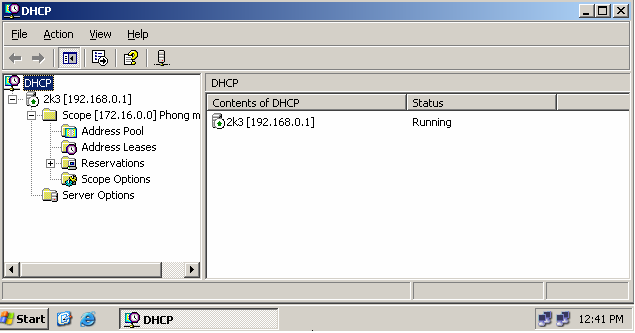 DHCP
File Action View Help
DHCP
2k3 [192.168.0.1]
Scope [172.16.0.0] Phong m
Address Pool
Address Leases
Reservations
Scope Options
Server Options
DHCP
Contents of DHCP Status
2k3 [192.168.0.1] Running
Start DHCP 12:41 PM